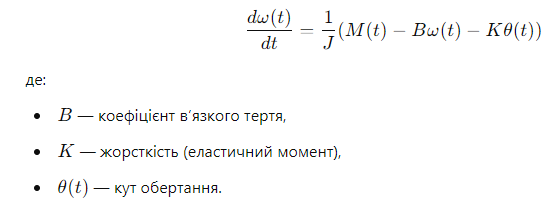 dω(t)/dt = 1/J (M(t) − Bω(t) − Kθ(t))
де:
• B — коефіцієнт в’язкого тертя,
• K — жорсткість (еластичний момент),
• θ(t) — кут обертання.